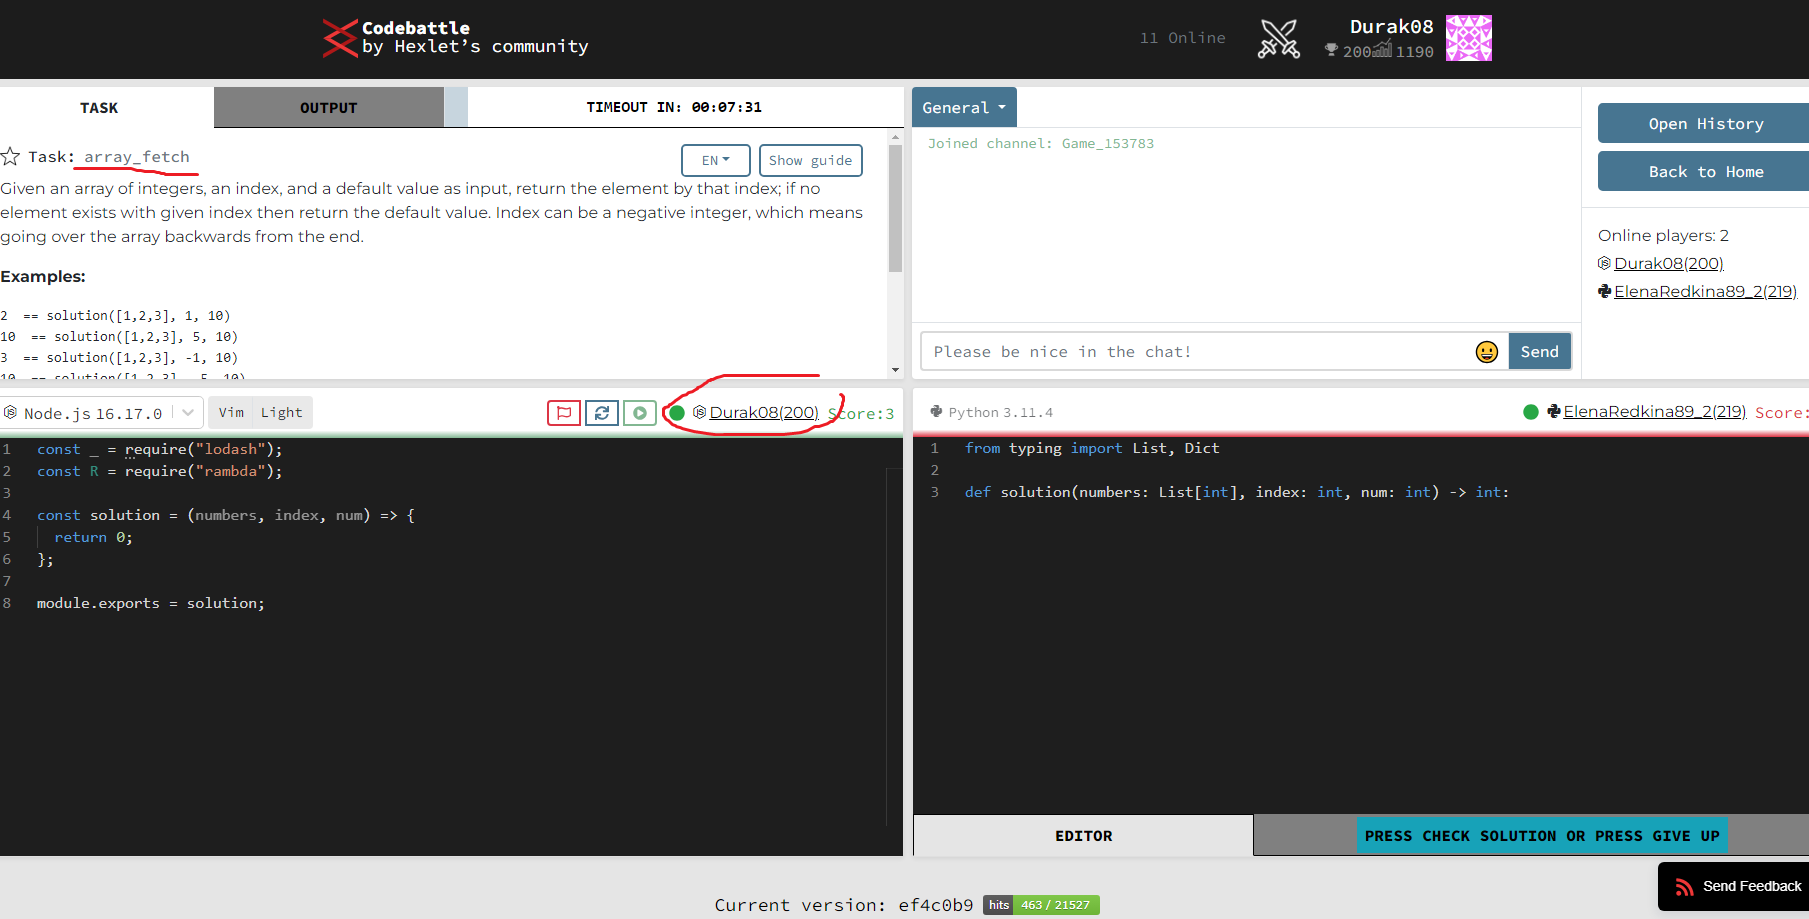 Codebattle
by Hexlet’s community
11 Online
Durak08
200 1190
TASK
OUTPUT
TIMEOUT IN: 00:07:31
Task: array_fetch
EN
Show guide
Given an array of integers, an index, and a default value as input, return the element by that index; if no
element exists with given index then return the default value. Index can be a negative integer, which means
going over the array backwards from the end.
Examples:
2  == solution([1,2,3], 1, 10)
10  == solution([1,2,3], 5, 10)
3  == solution([1,2,3], -1, 10)
10  == solution([1,2,3], -5, 10)
General
Joined channel: Game_153783
Please be nice in the chat!
Send
Open History
Back to Home
Online players: 2
Durak08(200)
ElenaRedkina89_2(219)
Node.js 16.17.0
Vim
Light
Durak08(200)
Score:3
1 const _ = require("lodash");
2 const R = require("rambda");
3
4 const solution = (numbers, index, num) => {
5   return 0;
6 };
7
8 module.exports = solution;
Python 3.11.4
ElenaRedkina89_2(219)
Score:
1 from typing import List, Dict
2
3 def solution(numbers: List[int], index: int, num: int) -> int:
EDITOR
PRESS CHECK SOLUTION OR PRESS GIVE UP
Send Feedback
Current version: ef4c0b9
hits 463 / 21527